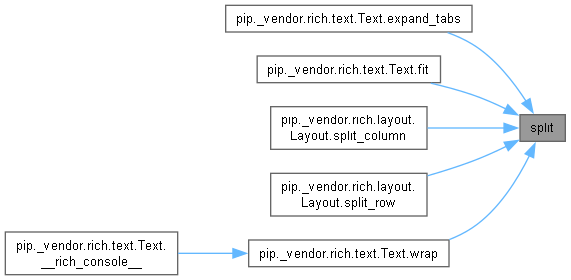 pip._vendor.rich.text.Text.expand_tabs
pip._vendor.rich.text.Text.fit
pip._vendor.rich.layout.
Layout.split_column
split
pip._vendor.rich.layout.
Layout.split_row
pip._vendor.rich.text.Text.
__rich_console__
pip._vendor.rich.text.Text.wrap